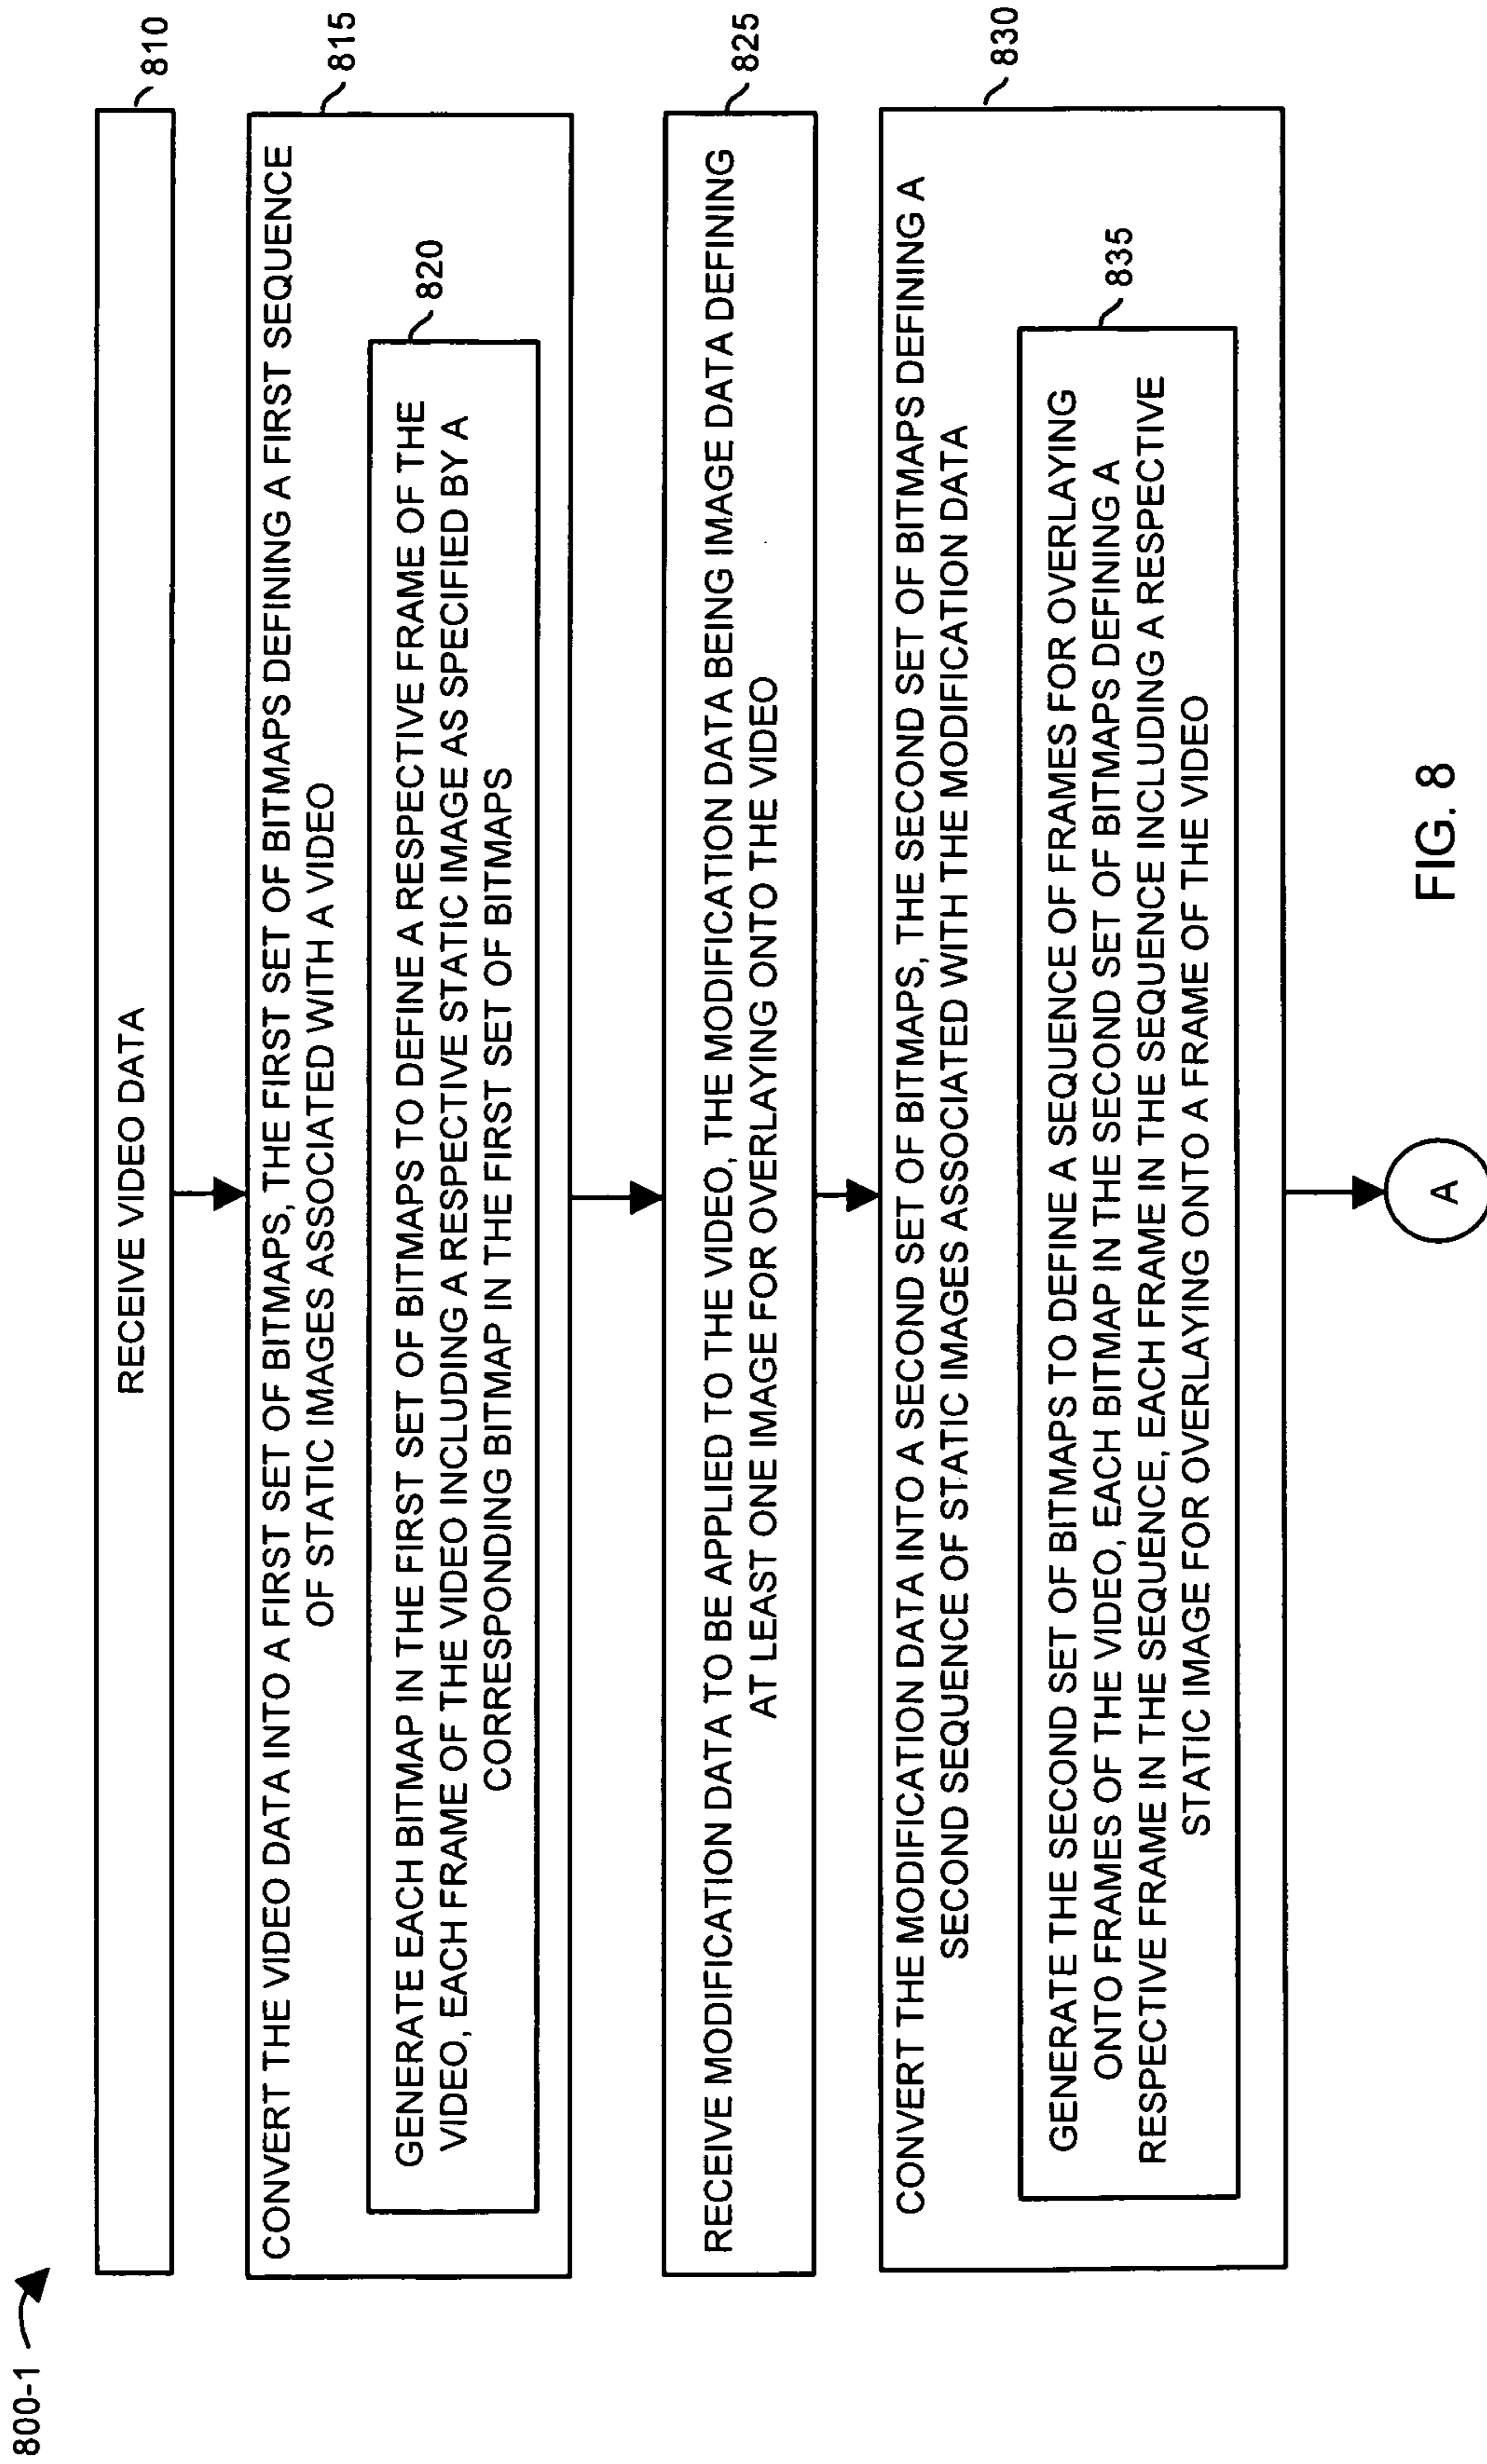 800-1
810
RECEIVE VIDEO DATA
815
CONVERT THE VIDEO DATA INTO A FIRST SET OF BITMAPS, THE FIRST SET OF BITMAPS DEFINING A FIRST SEQUENCE
OF STATIC IMAGES ASSOCIATED WITH A VIDEO
820
GENERATE EACH BITMAP IN THE FIRST SET OF BITMAPS TO DEFINE A RESPECTIVE FRAME OF THE
VIDEO, EACH FRAME OF THE VIDEO INCLUDING A RESPECTIVE STATIC IMAGE AS SPECIFIED BY A
CORRESPONDING BITMAP IN THE FIRST SET OF BITMAPS
825
RECEIVE MODIFICATION DATA TO BE APPLIED TO THE VIDEO, THE MODIFICATION DATA BEING IMAGE DATA DEFINING
AT LEAST ONE IMAGE FOR OVERLAYING ONTO THE VIDEO
830
CONVERT THE MODIFICATION DATA INTO A SECOND SET OF BITMAPS, THE SECOND SET OF BITMAPS DEFINING A
SECOND SEQUENCE OF STATIC IMAGES ASSOCIATED WITH THE MODIFICATION DATA
835
GENERATE THE SECOND SET OF BITMAPS TO DEFINE A SEQUENCE OF FRAMES FOR OVERLAYING
ONTO FRAMES OF THE VIDEO, EACH BITMAP IN THE SECOND SET OF BITMAPS DEFINING A
RESPECTIVE FRAME IN THE SEQUENCE, EACH FRAME IN THE SEQUENCE INCLUDING A RESPECTIVE
STATIC IMAGE FOR OVERLAYING ONTO A FRAME OF THE VIDEO
A
FIG. 8